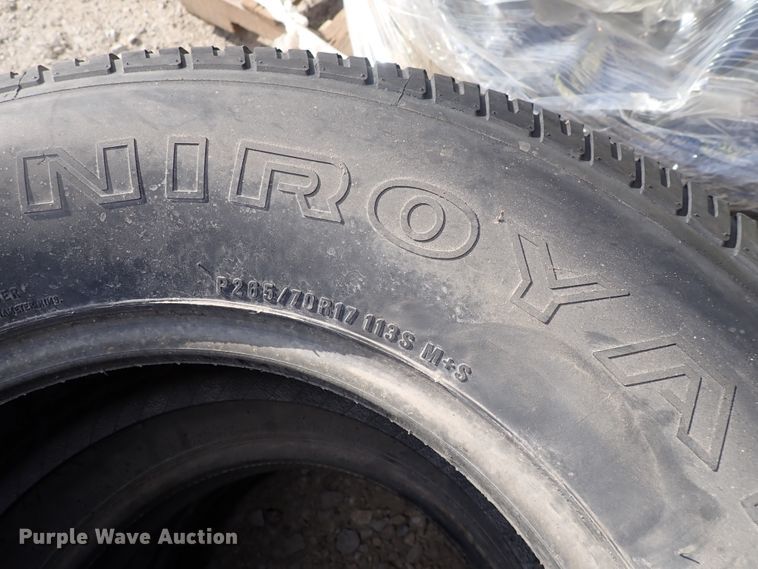 NIROYA
P265/70R17 113S M+S
Purple Wave Auction